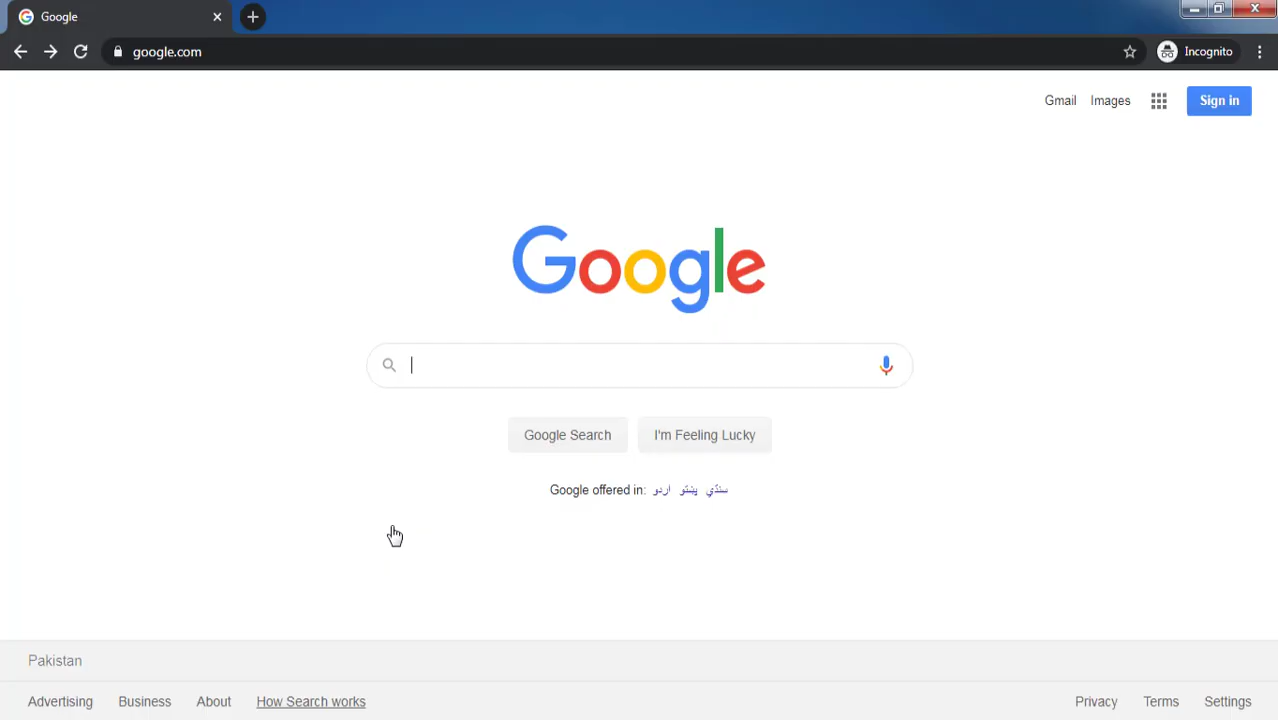 Google
google.com
Incognito
Gmail Images Sign in
Google
Google Search I'm Feeling Lucky
Google offered in: اردو پښتو سنڌي
Pakistan
Advertising Business About How Search works Privacy Terms Settings